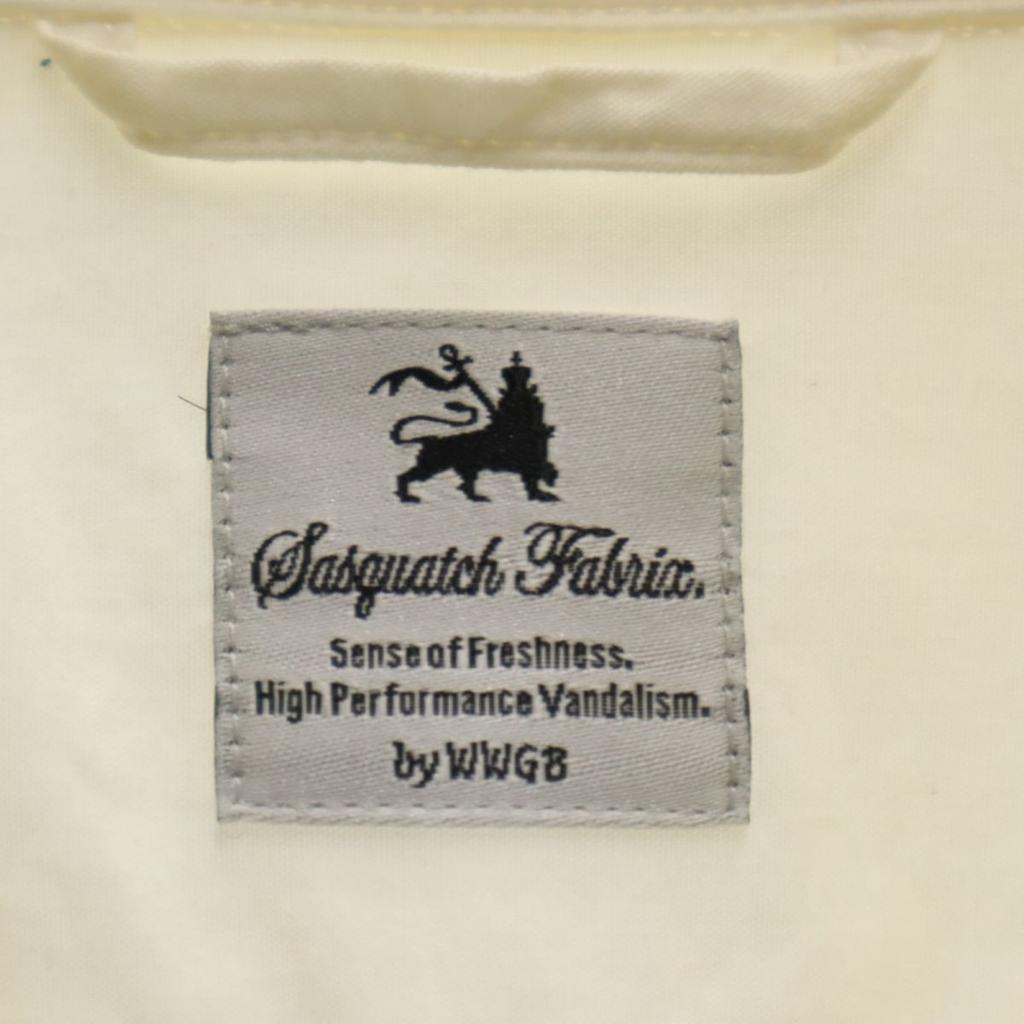 Sasquatch Fabrix.
Sense of Freshness.
High Performance Vandalism.
by WWGB